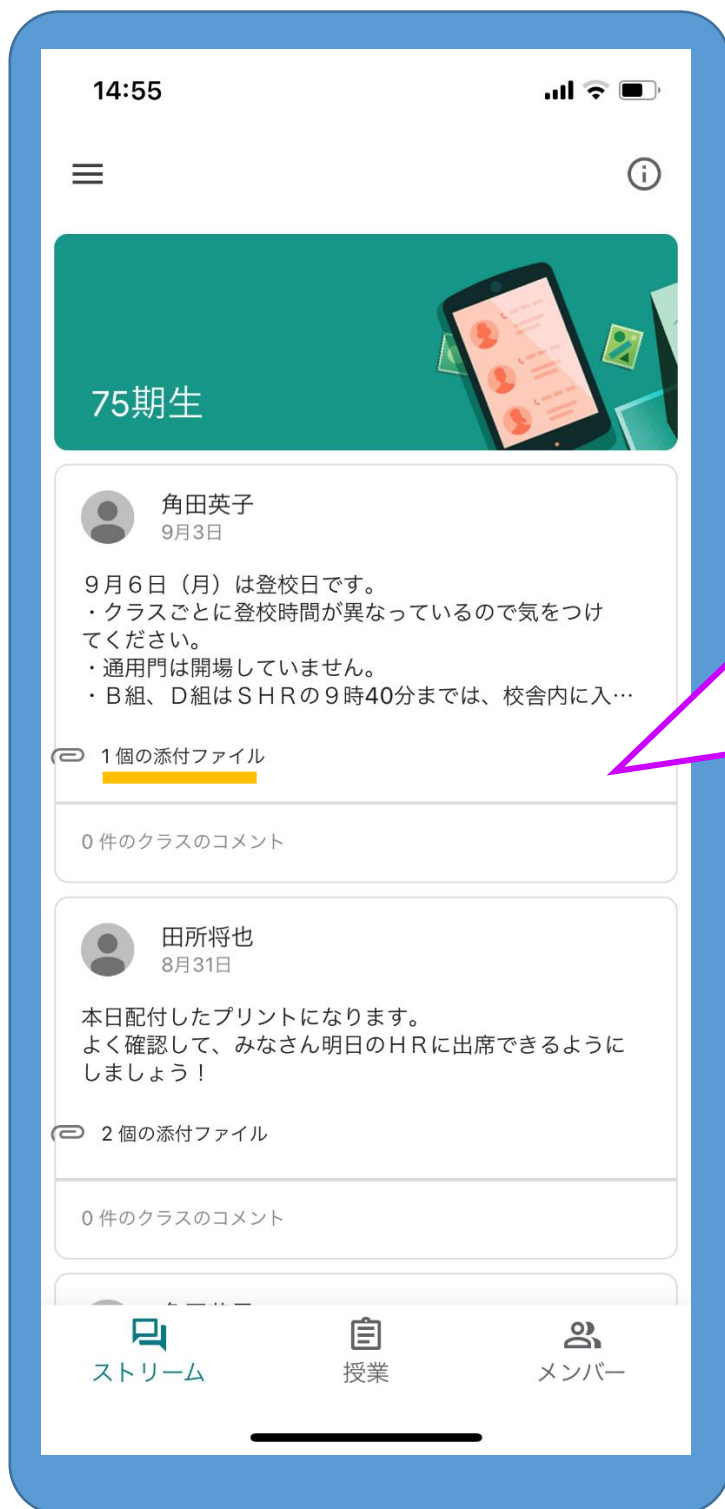 14:55
75期生
角田英子
9月3日
９月６日（月）は登校日です。
・クラスごとに登校時間が異なっているので気をつけ
てください。
・通用門は開場していません。
・Ｂ組、Ｄ組はＳＨＲの９時40分までは、校舎内に入…
1 個の添付ファイル
0 件のクラスのコメント
田所将也
8月31日
本日配付したプリントになります。
よく確認して、みなさん明日のＨＲに出席できるように
しましょう！
2 個の添付ファイル
0 件のクラスのコメント
ストリーム
授業
メンバー